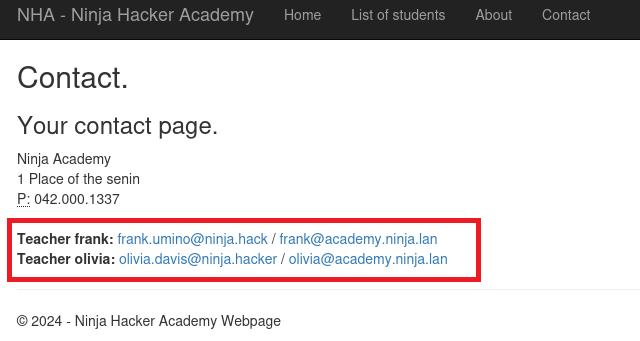 NHA - Ninja Hacker Academy Home List of students About Contact
Contact.
Your contact page.
Ninja Academy
1 Place of the senin
P: 042.000.1337
Teacher frank: frank.umino@ninja.hack / frank@academy.ninja.lan
Teacher olivia: olivia.davis@ninja.hacker / olivia@academy.ninja.lan
© 2024 - Ninja Hacker Academy Webpage